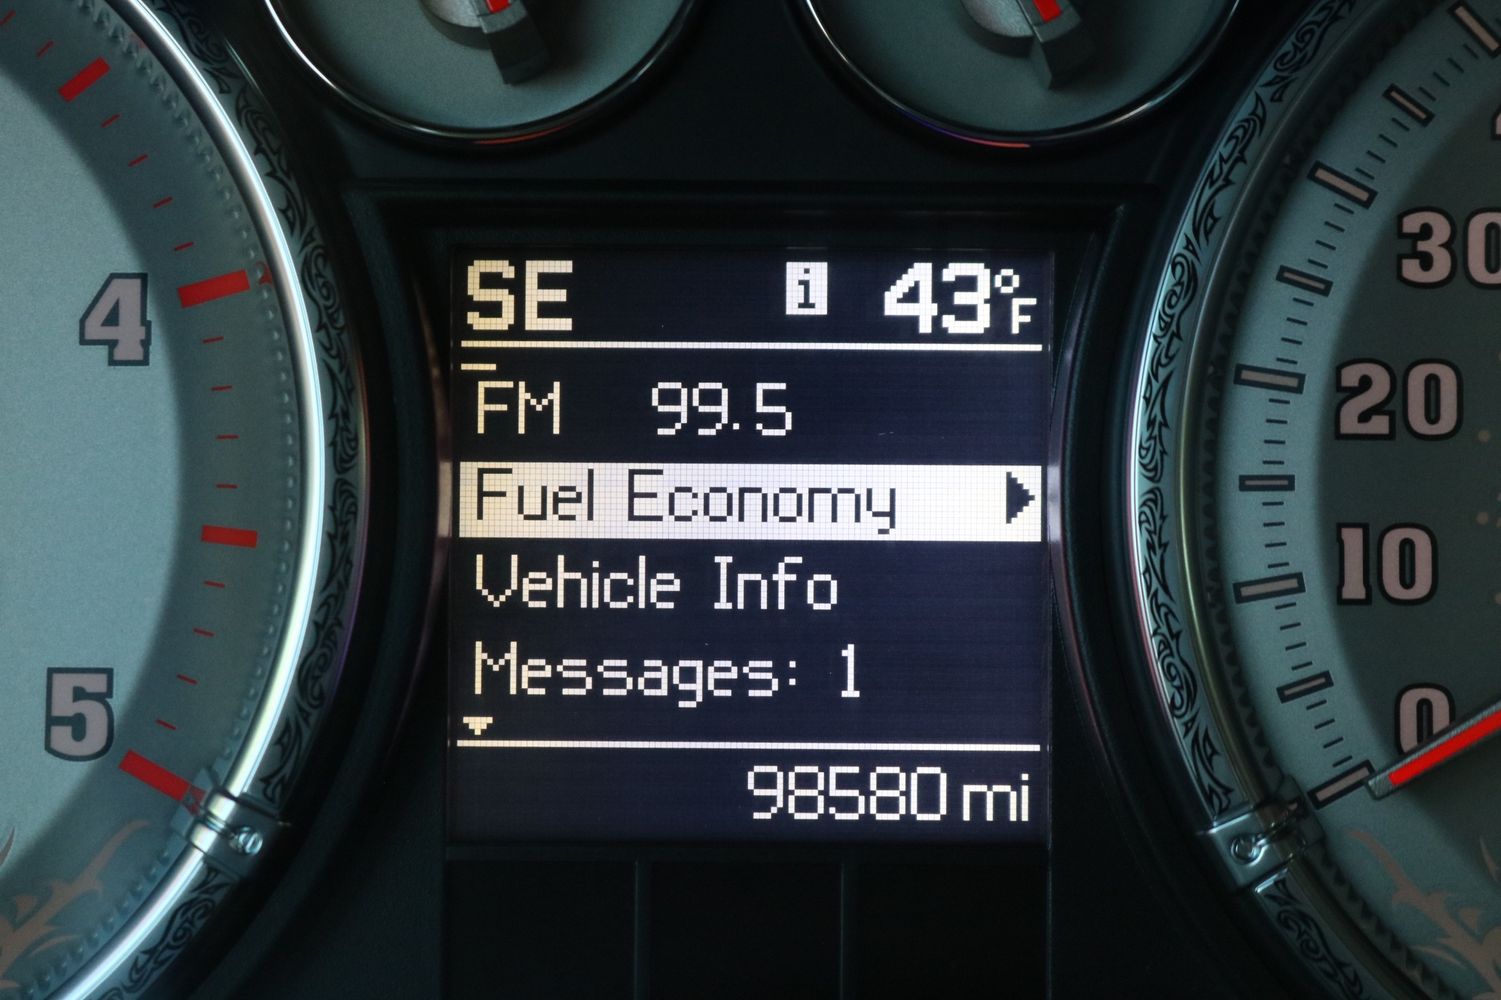 4
5
SE i 43°F
FM 99.5
Fuel Economy
Vehicle Info
Messages: 1
98580 mi
30
20
10
0